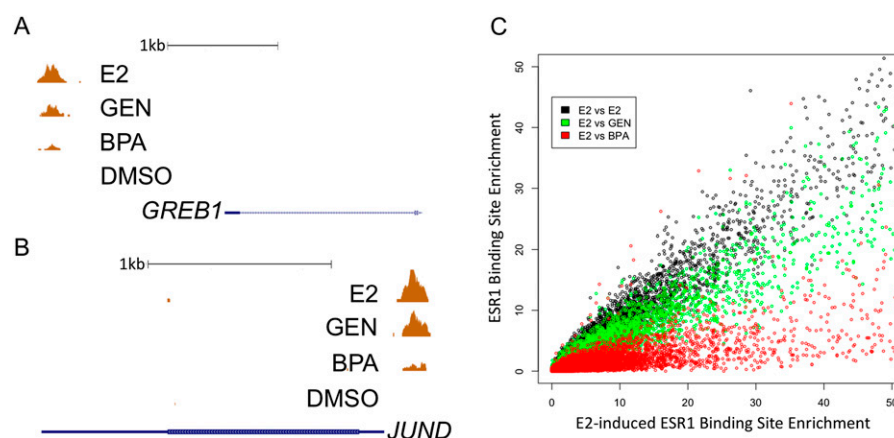 A
1kb
E2
GEN
BPA
DMSO
GREB1
B
1kb
E2
GEN
BPA
DMSO
JUND
C
ESR1 Binding Site Enrichment
50
40
30
20
10
0
E2 vs E2
E2 vs GEN
E2 vs BPA
0 10 20 30 40 50
E2-induced ESR1 Binding Site Enrichment